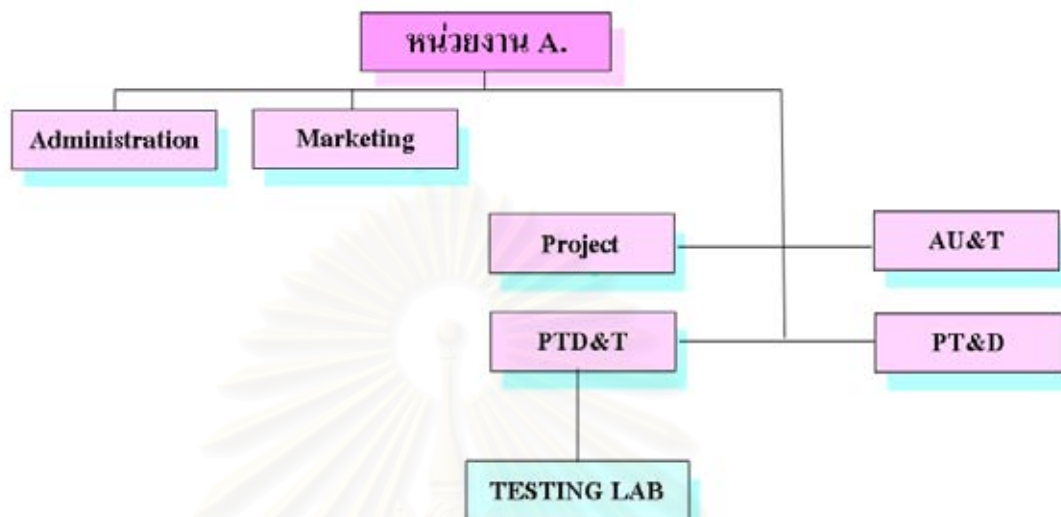 หน่วยงาน A.
Administration
Marketing
Project
AU&T
PTD&T
PT&D
TESTING LAB